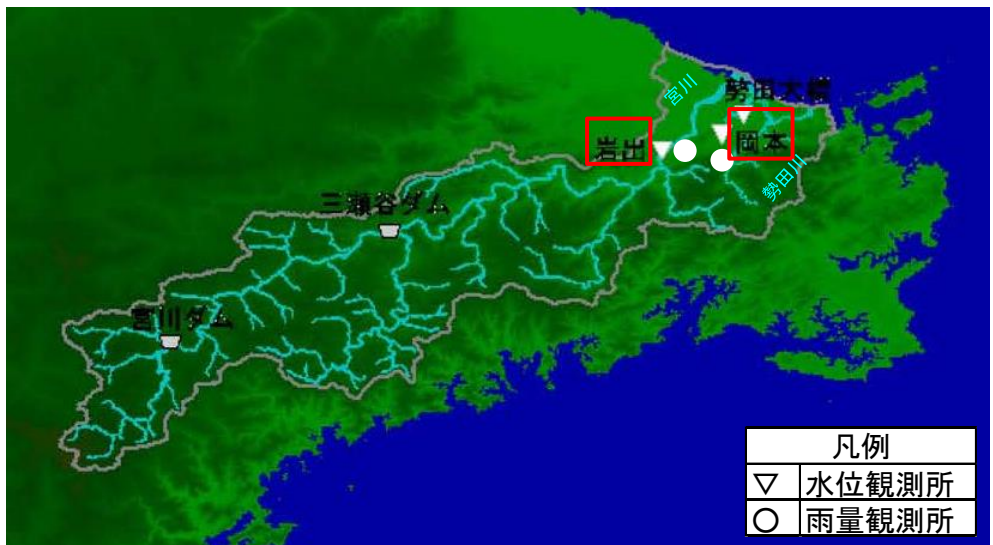 宮川
勢田大橋
岩出
岡本
勢田川
三瀬谷ダム
宮川ダム
凡例
▽ 水位観測所
○ 雨量観測所